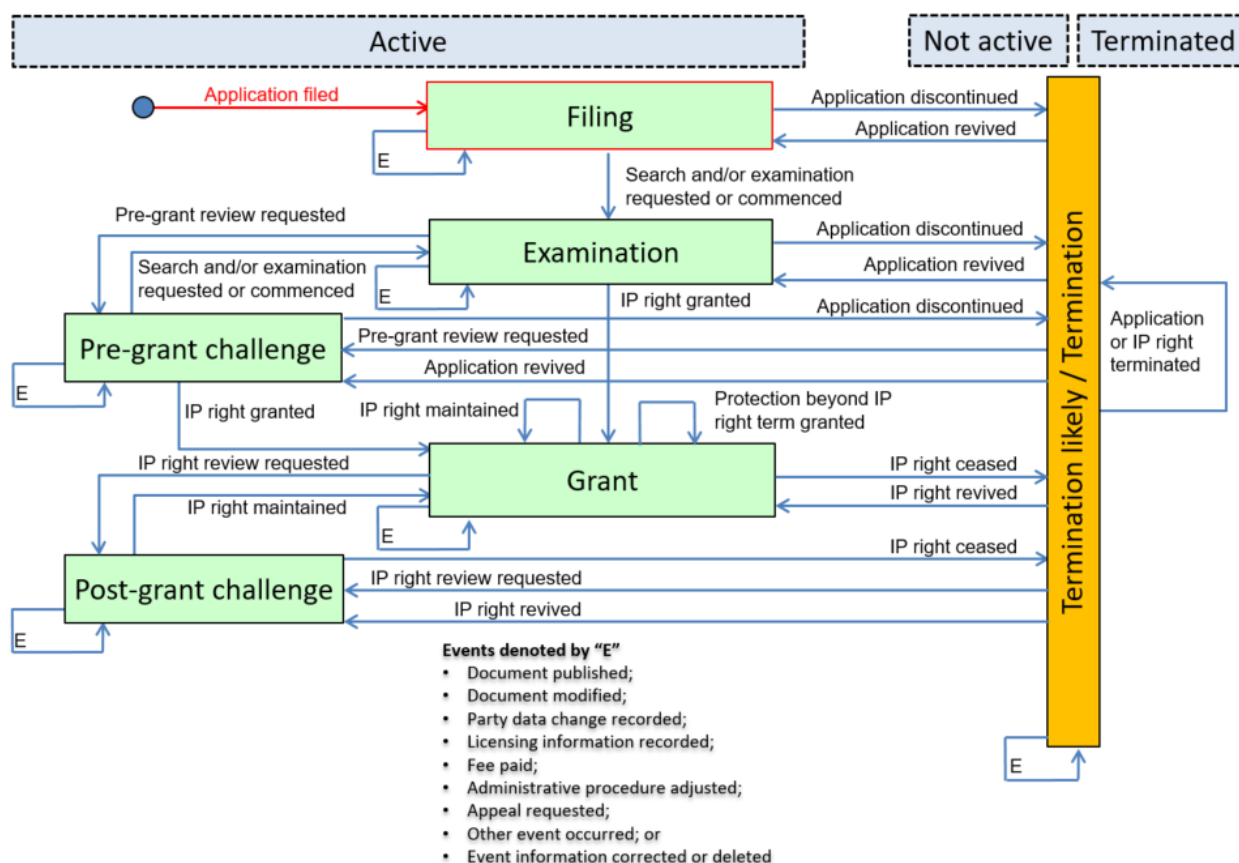 Active
Not active
Terminated
Application filed
Filing
Application discontinued
Application revived
E
Search and/or examination
requested or commenced
Pre-grant review requested
Examination
Application discontinued
Application revived
Search and/or examination
requested or commenced
E
IP right granted
Application discontinued
Pre-grant challenge
Pre-grant review requested
Application revived
E
Application
or IP right
terminated
IP right granted
IP right maintained
Protection beyond IP
right term granted
IP right review requested
Grant
IP right ceased
IP right revived
IP right maintained
E
IP right ceased
Post-grant challenge
IP right review requested
IP right revived
E
Termination likely / Termination
E
Events denoted by “E”
• Document published;
• Document modified;
• Party data change recorded;
• Licensing information recorded;
• Fee paid;
• Administrative procedure adjusted;
• Appeal requested;
• Other event occurred; or
• Event information corrected or deleted